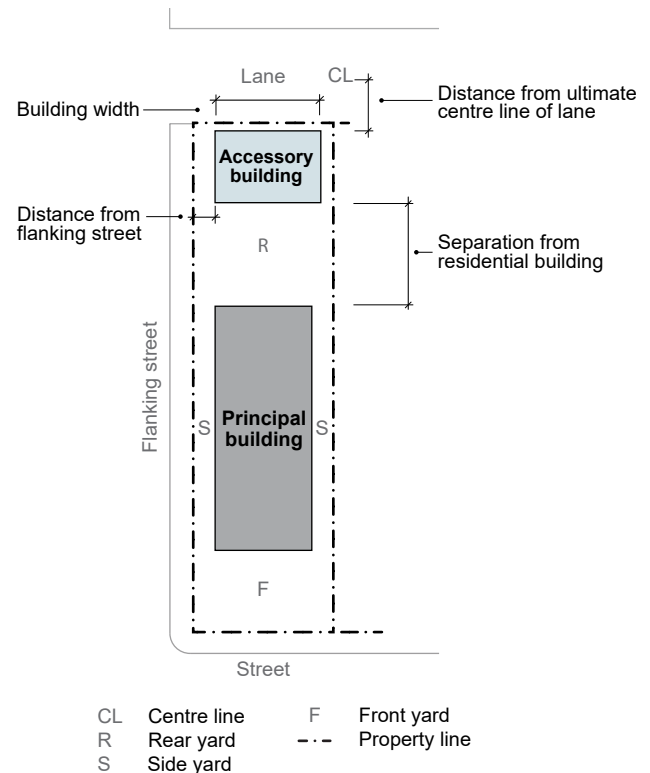 Lane
CL
Distance from ultimate
centre line of lane
Building width
Accessory
building
Distance from
flanking street
R
Separation from
residential building
Flanking street
S
Principal
building
S
F
Street
CL Centre line
R Rear yard
S Side yard
F Front yard
Property line